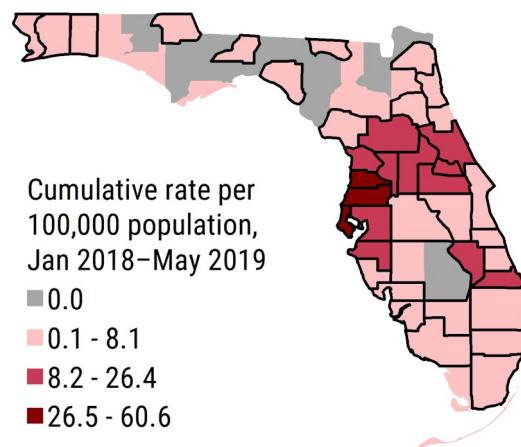 Cumulative rate per
100,000 population,
Jan 2018–May 2019
0.0
0.1 - 8.1
8.2 - 26.4
26.5 - 60.6